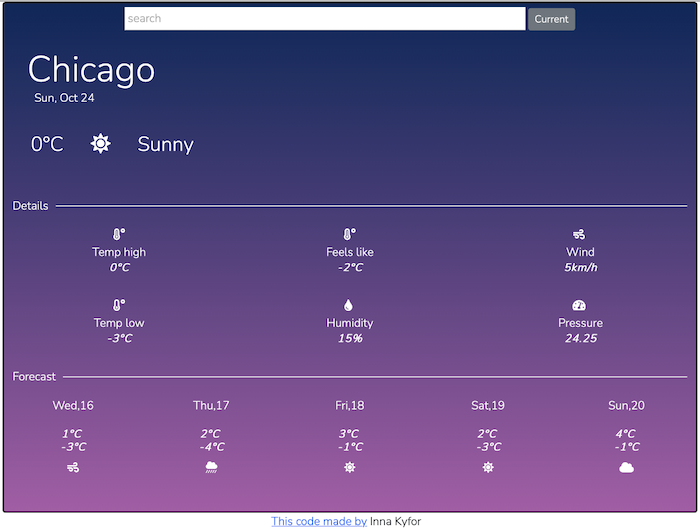 search Current
Chicago
Sun, Oct 24
0°C Sunny
Details
Temp high Feels like Wind
0°C -2°C 5km/h
Temp low Humidity Pressure
-3°C 15% 24.25
Forecast
Wed,16 Thu,17 Fri,18 Sat,19 Sun,20
1°C 2°C 3°C 2°C 4°C
-3°C -4°C -1°C -3°C -1°C
This code made by Inna Kyfor